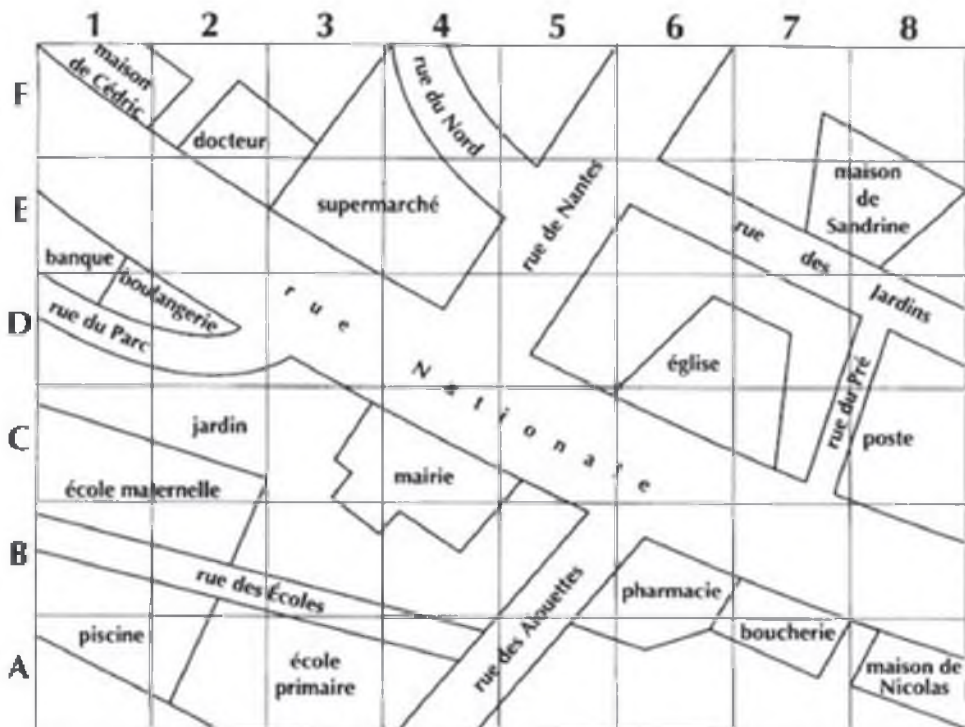 1 2 3 4 5 6 7 8
F
maison
de Cédric
docteur
rue du Nord
maison
de
Sandrine
E
supermarché
rue de Nantes
rue des Jardins
banque
boulangerie
D
rue du Parc
rue Nationale
église
rue du Pré
C
jardin
mairie
poste
école maternelle
B
rue des Écoles
rue des Alouettes
pharmacie
boucherie
A
piscine
école
primaire
maison de
Nicolas